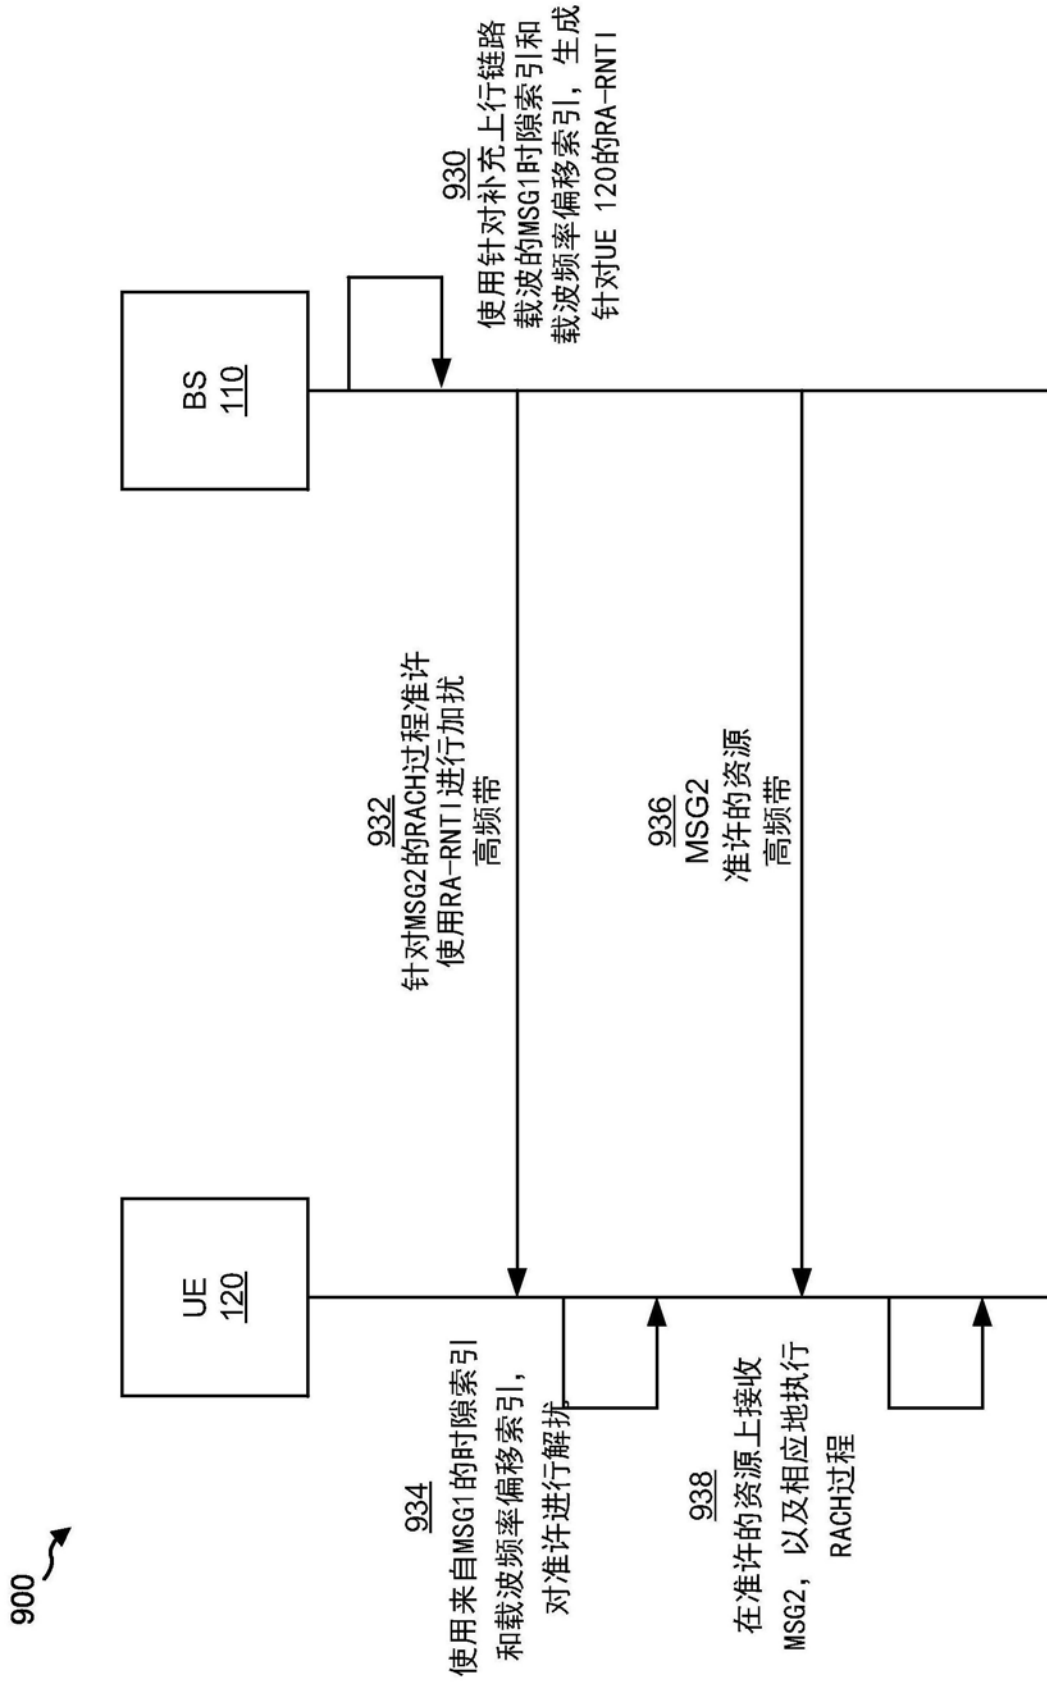 900
UE
120
BS
110
930
使用针对补充上行链路
载波的MSG1时隙索引和
载波频率偏移索引，生成
针对UE 120的RA-RNTI
932
针对MSG2的RACH过程准许
使用RA-RNTI进行加扰
高频带
934
使用来自MSG1的时隙索引
和载波频率偏移索引，
对准许进行解扰
936
MSG2
准许的资源
高频带
938
在准许的资源上接收
MSG2，以及相应地执行
RACH过程